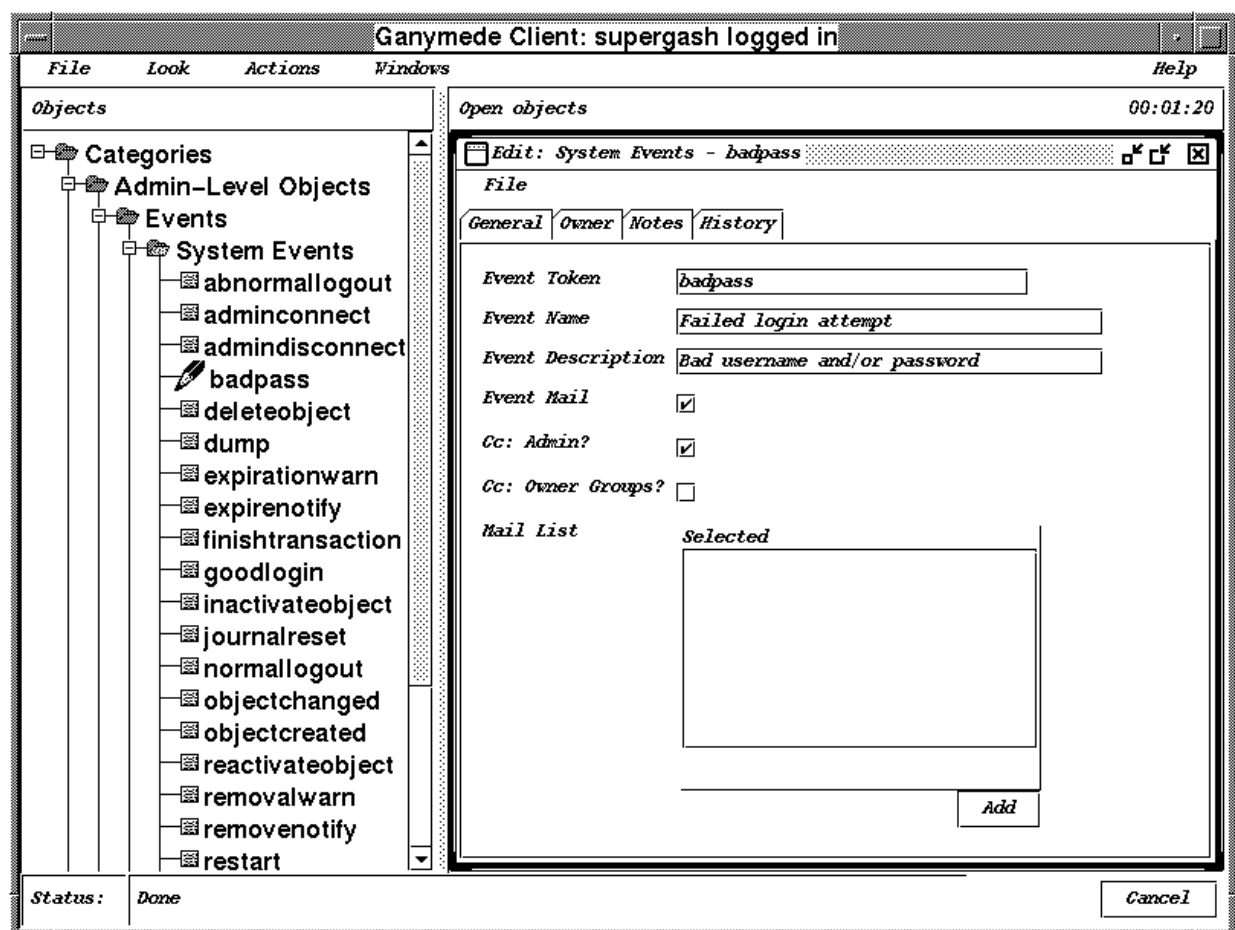 Ganymede Client: supergash logged in
File Look Actions Windows Help
Objects
Categories
Admin-Level Objects
Events
System Events
abnormallogout
adminconnect
admindisconnect
badpass
deleteobject
dump
expirationwarn
expirenotify
finishtransaction
goodlogin
inactivateobject
journalreset
normallogout
objectchanged
objectcreated
reactivateobject
removalwarn
removenotify
restart
Open objects 00:01:20
Edit: System Events - badpass
File
General Owner Notes History
Event Token badpass
Event Name Failed login attempt
Event Description Bad username and/or password
Event Mail
Cc: Admin?
Cc: Owner Groups?
Mail List Selected
Add
Status: Done Cancel